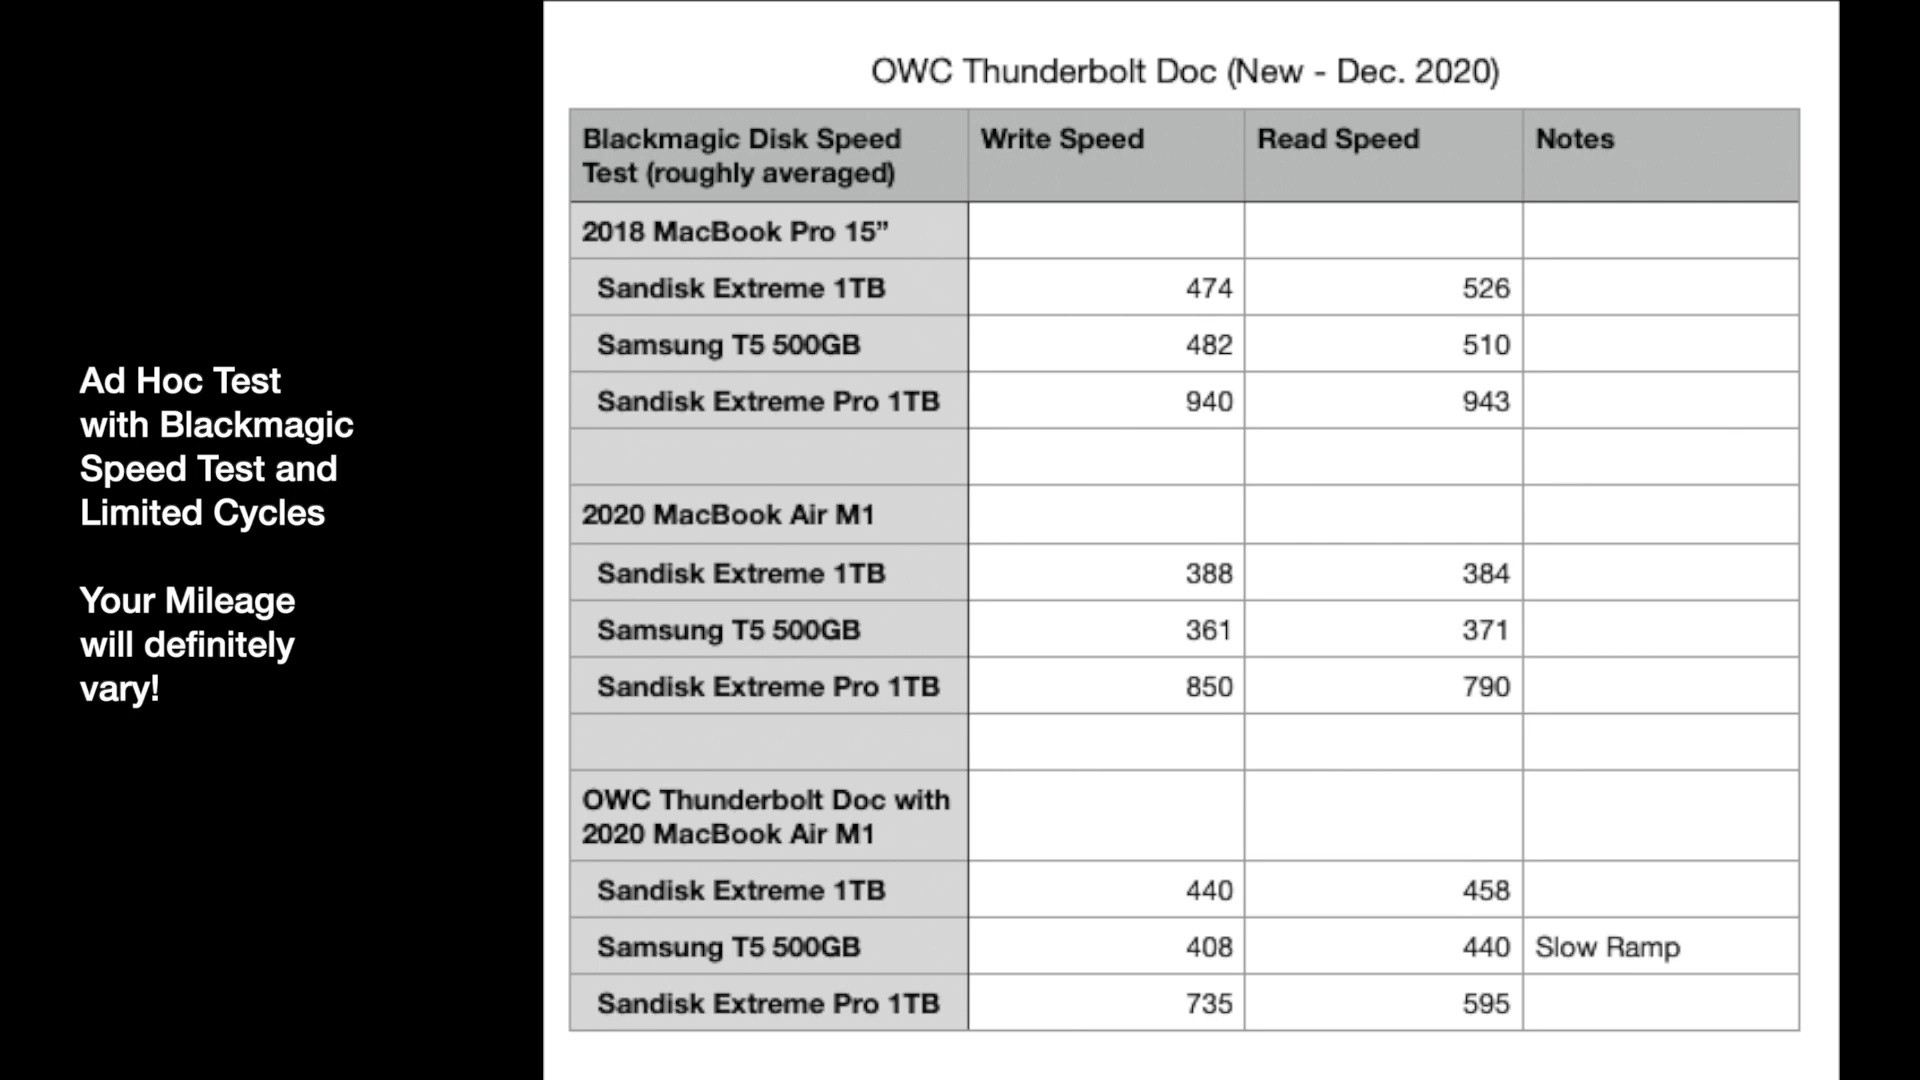 Ad Hoc Test
with Blackmagic
Speed Test and
Limited Cycles
Your Mileage
will definitely
vary!
OWC Thunderbolt Doc (New - Dec. 2020)
Blackmagic Disk Speed
Test (roughly averaged)
Write Speed
Read Speed
Notes
2018 MacBook Pro 15”
Sandisk Extreme 1TB 474 526
Samsung T5 500GB 482 510
Sandisk Extreme Pro 1TB 940 943
2020 MacBook Air M1
Sandisk Extreme 1TB 388 384
Samsung T5 500GB 361 371
Sandisk Extreme Pro 1TB 850 790
OWC Thunderbolt Doc with
2020 MacBook Air M1
Sandisk Extreme 1TB 440 458
Samsung T5 500GB 408 440 Slow Ramp
Sandisk Extreme Pro 1TB 735 595